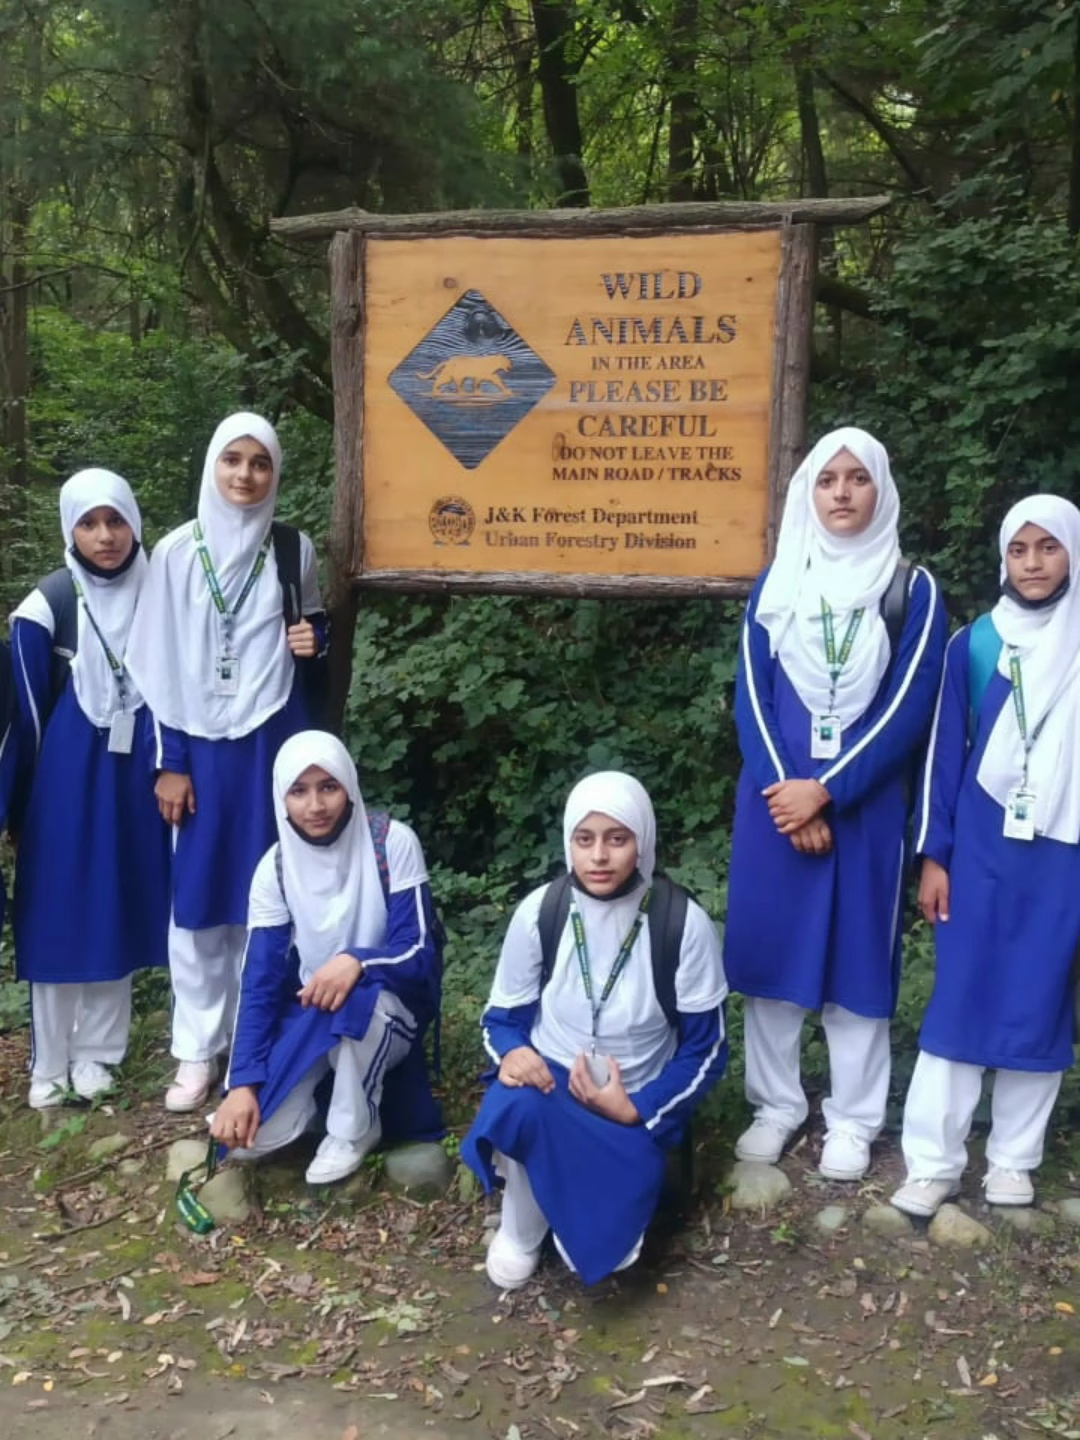 WILD
ANIMALS
IN THE AREA
PLEASE BE
CAREFUL
DO NOT LEAVE THE
MAIN ROAD / TRACKS
J&K Forest Department
Urban Forestry Division